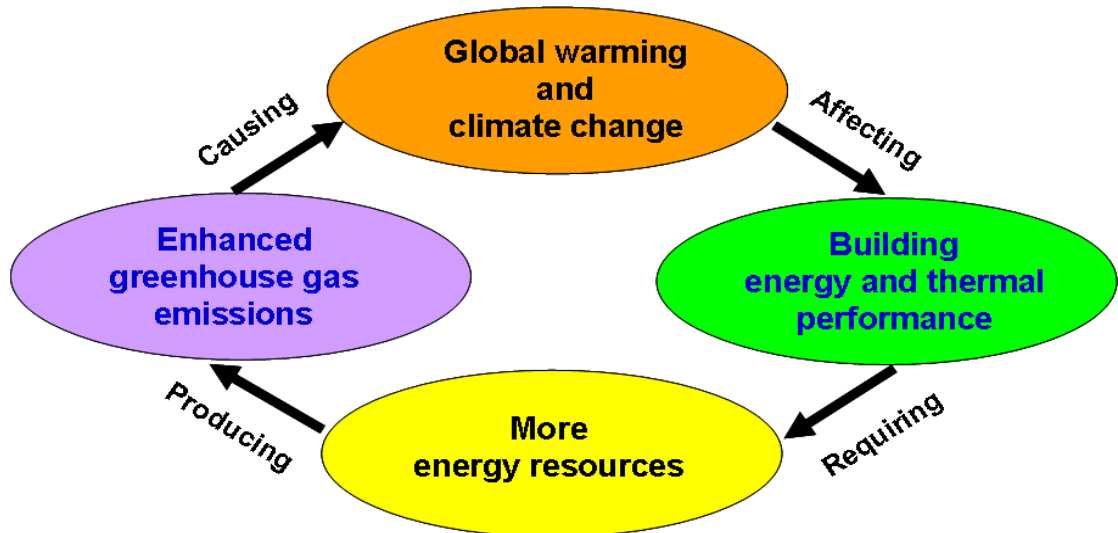 Global warming
and
climate change
Affecting
Building
energy and thermal
performance
Requiring
More
energy resources
Producing
Enhanced
greenhouse gas
emissions
Causing